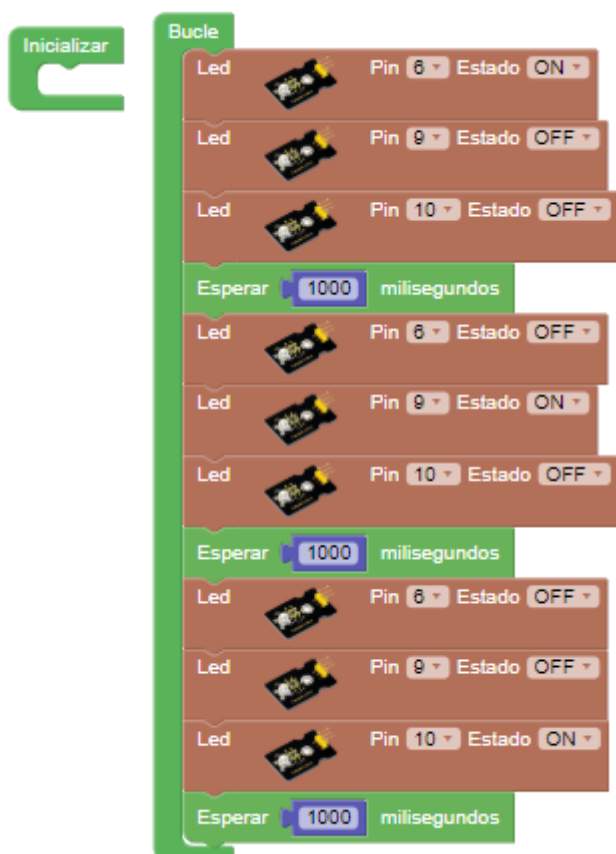 Inicializar
Bucle
Led Pin 6 Estado ON
Led Pin 9 Estado OFF
Led Pin 10 Estado OFF
Esperar 1000 milisegundos
Led Pin 6 Estado OFF
Led Pin 9 Estado ON
Led Pin 10 Estado OFF
Esperar 1000 milisegundos
Led Pin 6 Estado OFF
Led Pin 9 Estado OFF
Led Pin 10 Estado ON
Esperar 1000 milisegundos